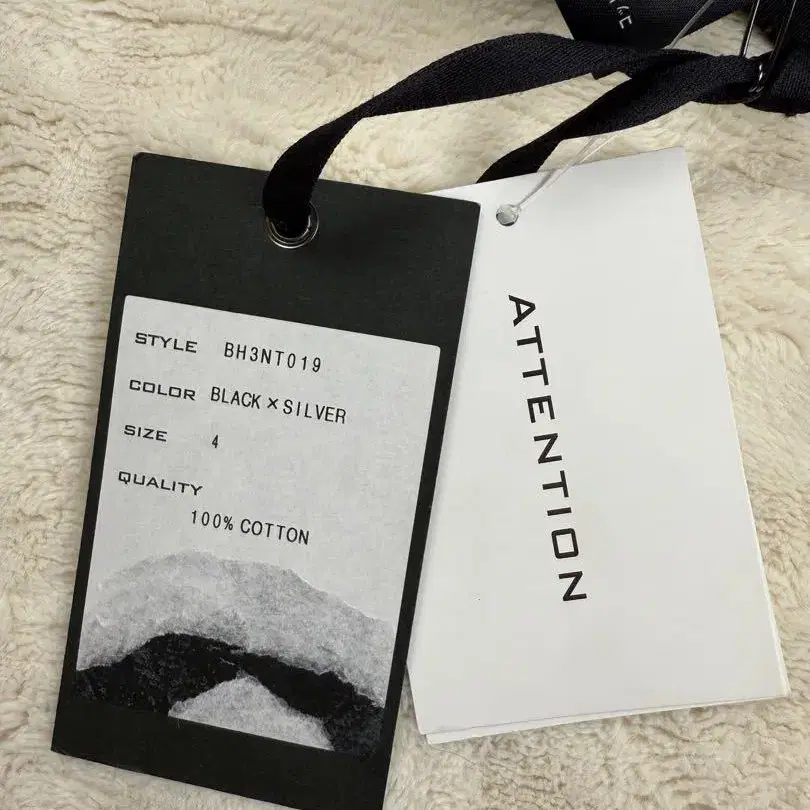 STYLE BH3NT019
COLOR BLACK×SILVER
SIZE 4
QUALITY
100% COTTON
ATTENTION